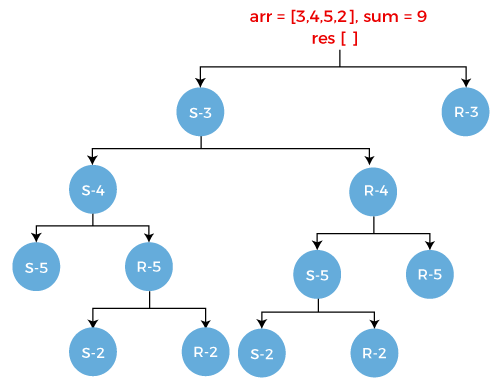 arr = [3,4,5,2], sum = 9
res [ ]
S-3
R-3
S-4
R-4
S-5
R-5
S-5
R-5
S-2
R-2
S-2
R-2